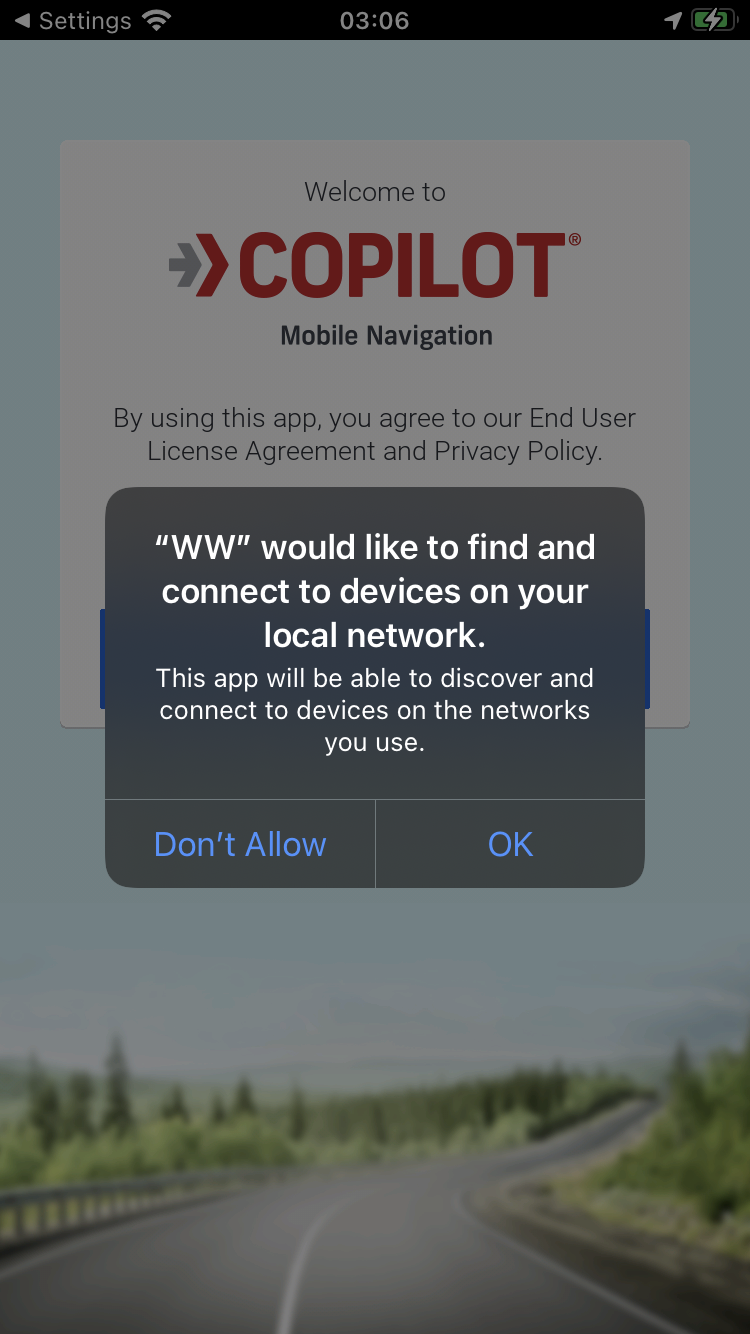 Settings
03:06
Welcome to
COPILOT®
Mobile Navigation
By using this app, you agree to our End User
License Agreement and Privacy Policy.
“WW” would like to find and
connect to devices on your
local network.
This app will be able to discover and
connect to devices on the networks
you use.
Don’t Allow
OK